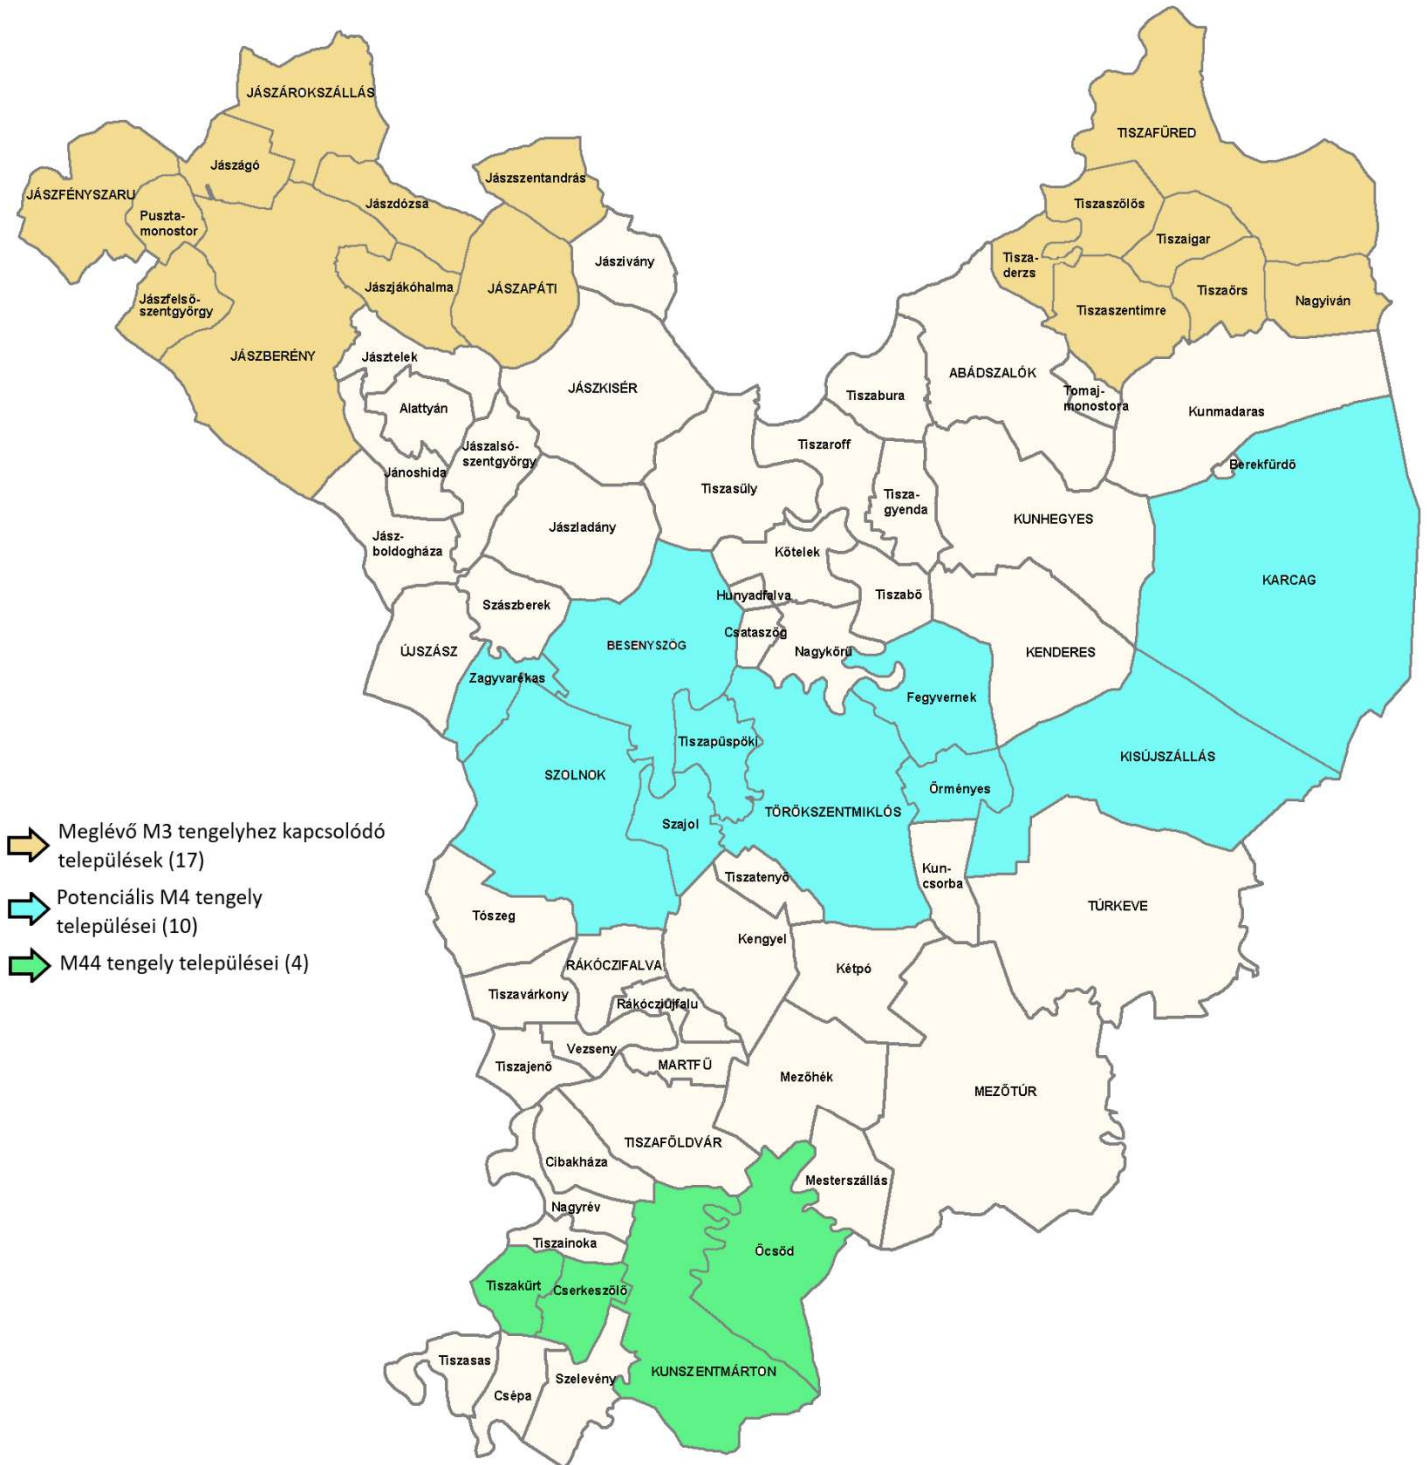 JÁSZÁROKSZÁLLÁS
TISZAFÜRED
Jászágó
Jászszentandrás
JÁSZFÉNYSZARU
Jászdózsa
Tiszaszőlős
Puszta-
monostor
Tiszaigar
Tisza-
derzs
Jászivány
Jászjákóhalma
JÁSZAPÁTI
Tiszaörs
Nagyiván
Jászfelső-
szentgyörgy
Tiszaszentimre
JÁSZBERÉNY
Jásztelek
ABÁDSZALÓK
JÁSZKISÉR
Tiszabura
Tomaj-
monostora
Alattyán
Kunmadaras
Tiszaroff
Jászalsó-
szentgyörgy
Jánoshida
Berekfürdő
Tiszasüly
Tisza-
gyenda
KUNHEGYES
Jászladány
Jász-
boldogháza
Kőtelek
KARCAG
Hunyadfalva
Tiszabő
Szászberek
Csataszög
BESENYSZÖG
ÚJSZÁSZ
Nagykörű
KENDERES
Zagyvarékas
Fegyvernek
Tiszapüspöki
KISÚJSZÁLLÁS
SZOLNOK
Örményes
TÖRÖKSZENTMIKLÓS
Szajol
Meglévő M3 tengelyhez kapcsolódó
települések (17)
Potenciális M4 tengely
települései (10)
M44 tengely települései (4)
Tiszatenyő
Kun-
csorba
TÚRKEVE
Tószeg
Kengyel
RÁKÓCZIFALVA
Kétpó
Tiszavárkony
Rákócziújfalu
Vezseny
Tiszajenő
MARTFŰ
Mezőhék
MEZŐTÚR
TISZAFÖLDVÁR
Cibakháza
Mesterszállás
Nagyrév
Tiszainoka
Öcsöd
Tiszakürt
Cserkeszőlő
Tiszasas
KUNSZENTMÁRTON
Szelevény
Csépa